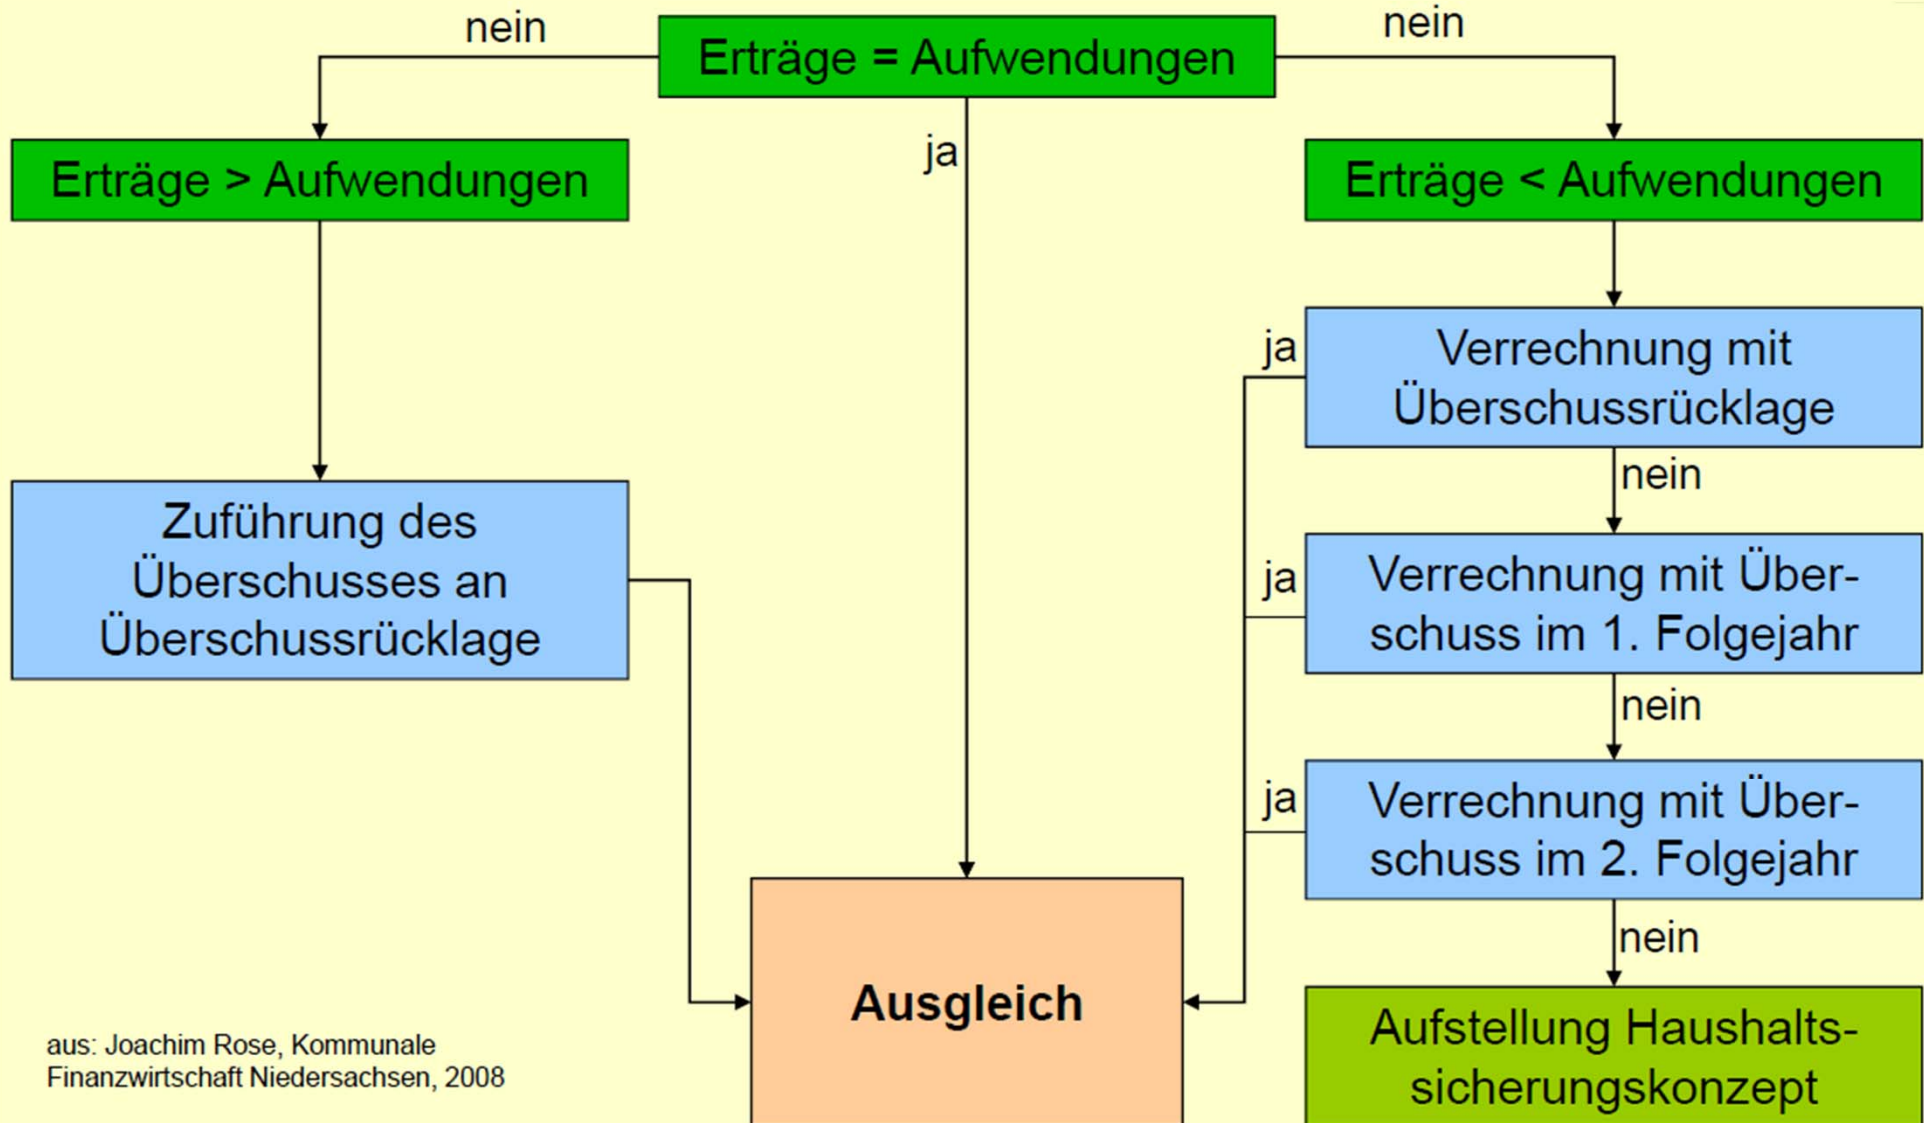 nein
Erträge = Aufwendungen
nein
ja
Erträge > Aufwendungen
Erträge < Aufwendungen
ja
Verrechnung mit
Überschussrücklage
nein
Zuführung des
Überschusses an
Überschussrücklage
ja
Verrechnung mit Über-
schuss im 1. Folgejahr
nein
ja
Verrechnung mit Über-
schuss im 2. Folgejahr
nein
Ausgleich
Aufstellung Haushalts-
sicherungskonzept
aus: Joachim Rose, Kommunale
Finanzwirtschaft Niedersachsen, 2008